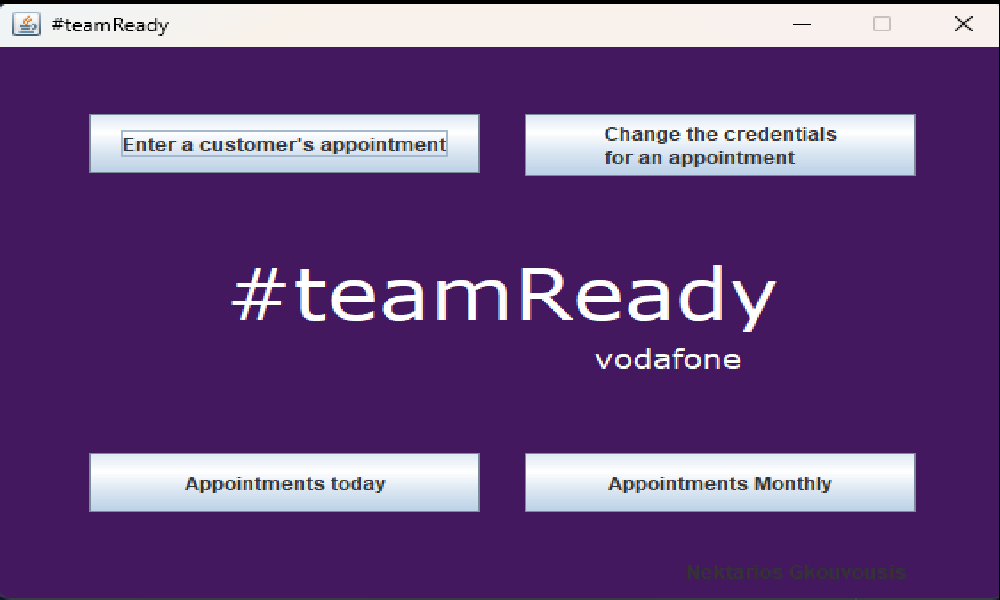 #teamReady
Enter a customer's appointment
Change the credentials
for an appointment
#teamReady
vodafone
Appointments today
Appointments Monthly
Nektarios Gkouvousis